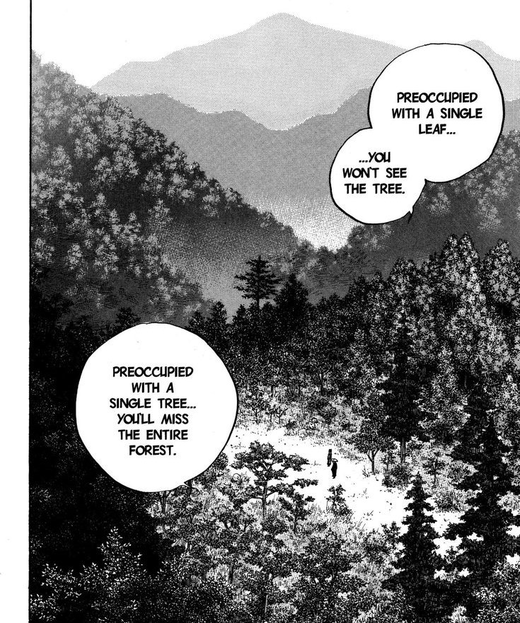 PREOCCUPIED
WITH A SINGLE
LEAF...
...YOU
WON'T SEE
THE TREE.
PREOCCUPIED
WITH A
SINGLE TREE...
YOU'LL MISS
THE ENTIRE
FOREST.